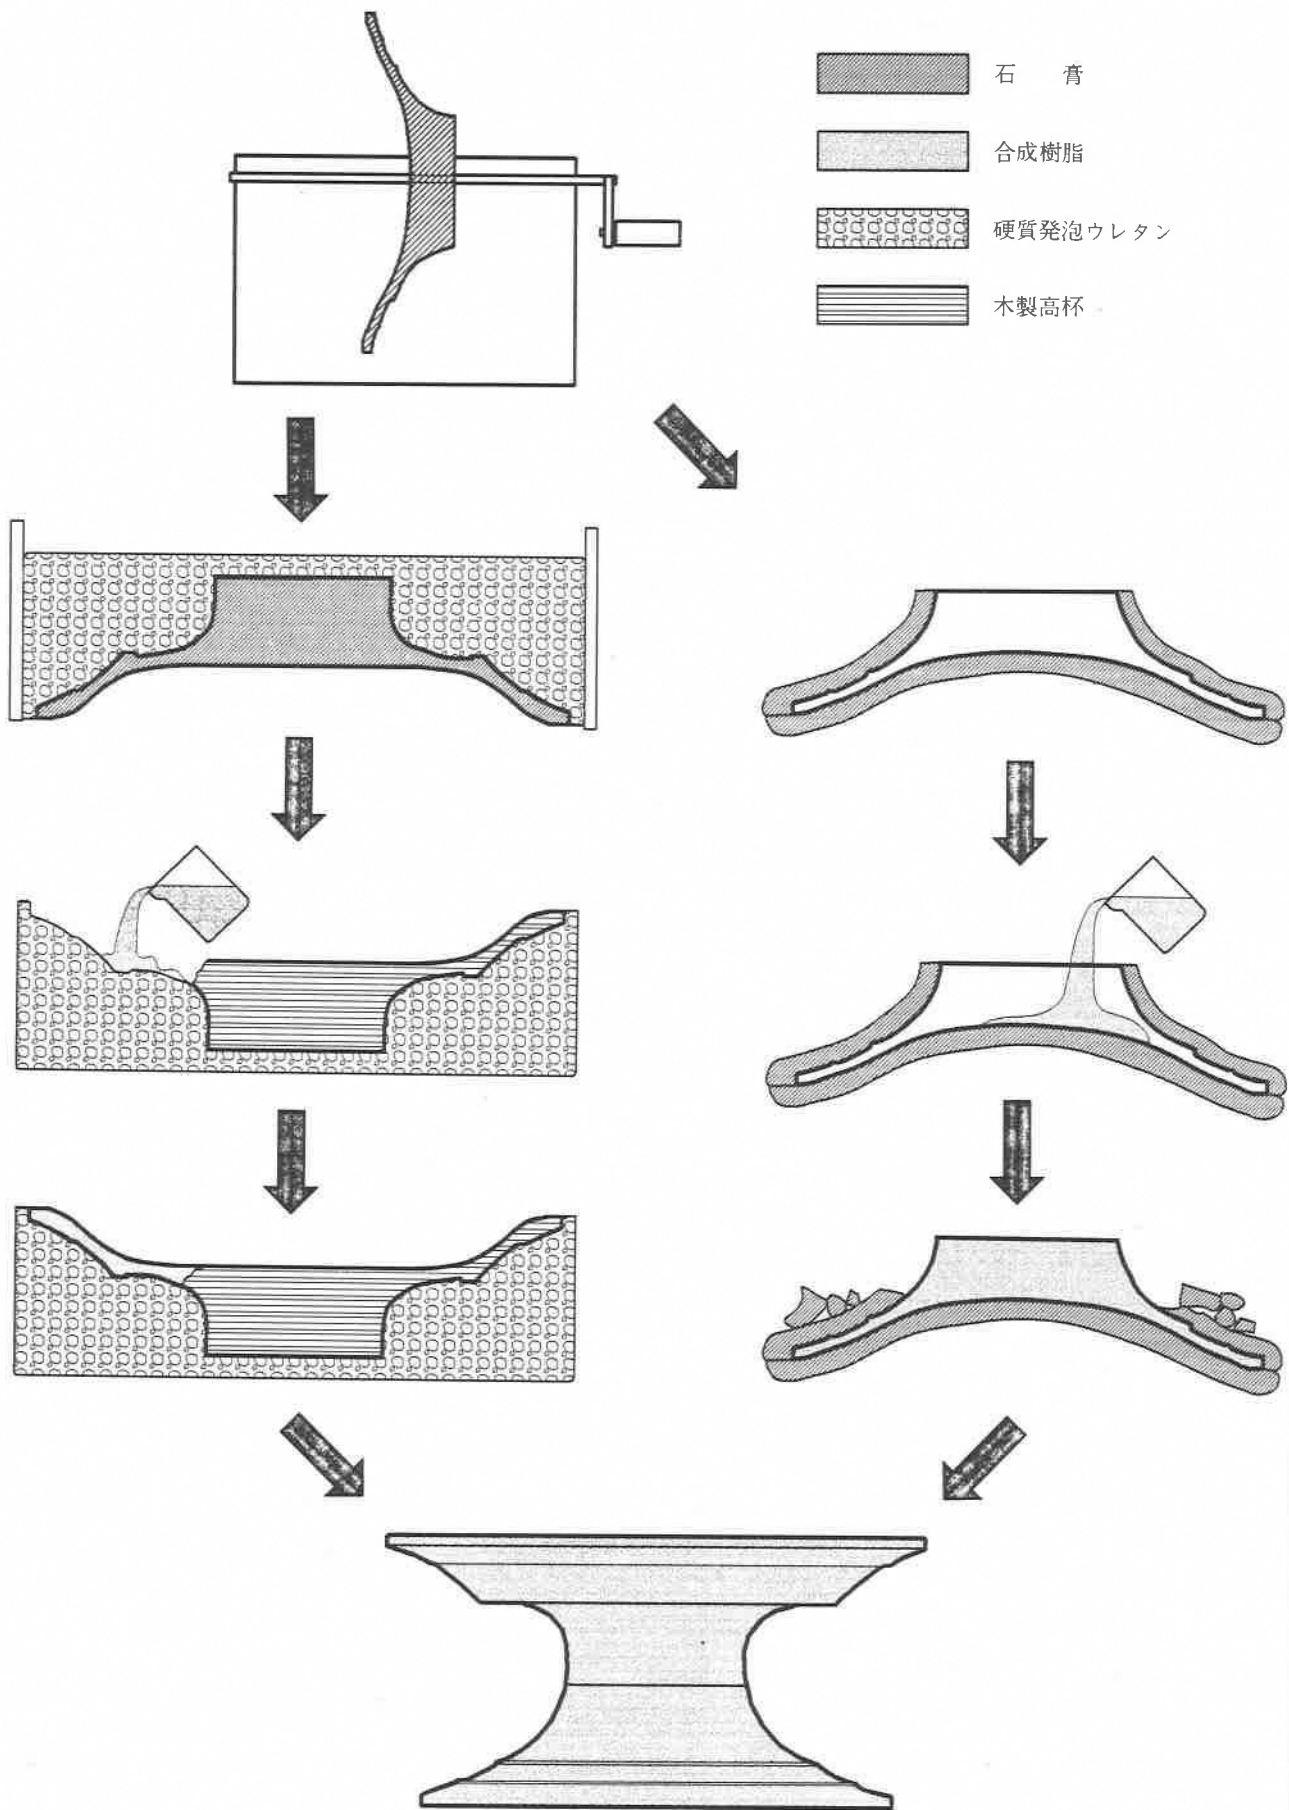 石　膏
合成樹脂
硬質発泡ウレタン
木製高杯